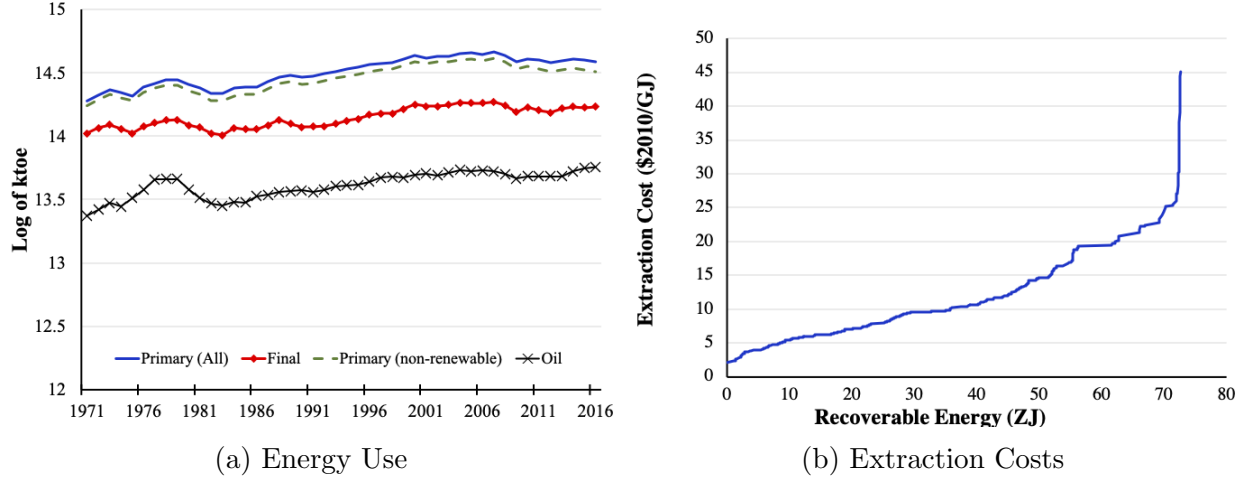 15
14.5
14
13.5
13
12.5
12
Log of ktoe
Primary (All) Final Primary (non-renewable) Oil
1971 1976 1981 1986 1991 1996 2001 2006 2011 2016
(a) Energy Use
50
45
40
35
30
25
20
15
10
5
0
Extraction Cost ($2010/GJ)
0 10 20 30 40 50 60 70 80
Recoverable Energy (ZJ)
(b) Extraction Costs